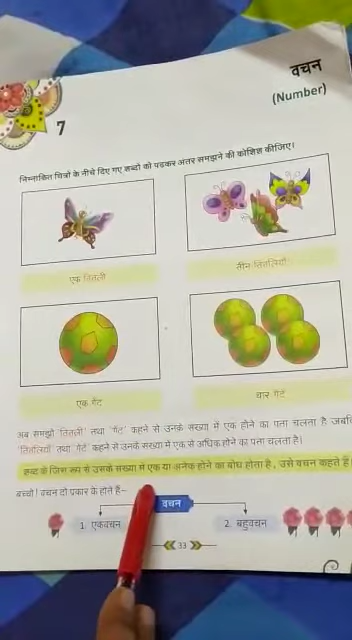 वचन
(Number)
7
निम्नांकित चित्रों के नीचे दिए गए शब्दों को पढ़कर अंतर समझने की कोशिश कीजिए।
एक तितली
तीन तितलियाँ
एक गेंद
चार गेंदें
अब समझो 'तितली' तथा 'गेंद' कहने से उनके संख्या में एक होने का पता चलता है जबकि
'तितलियाँ' तथा 'गेंदें' कहने से उनके संख्या में एक से अधिक होने का पता चलता है।
शब्द के जिस रूप से उसके संख्या में एक या अनेक होने का बोध होता है, उसे वचन कहते हैं।
बच्चो! वचन दो प्रकार के होते हैं–
वचन
1. एकवचन
2. बहुवचन
33